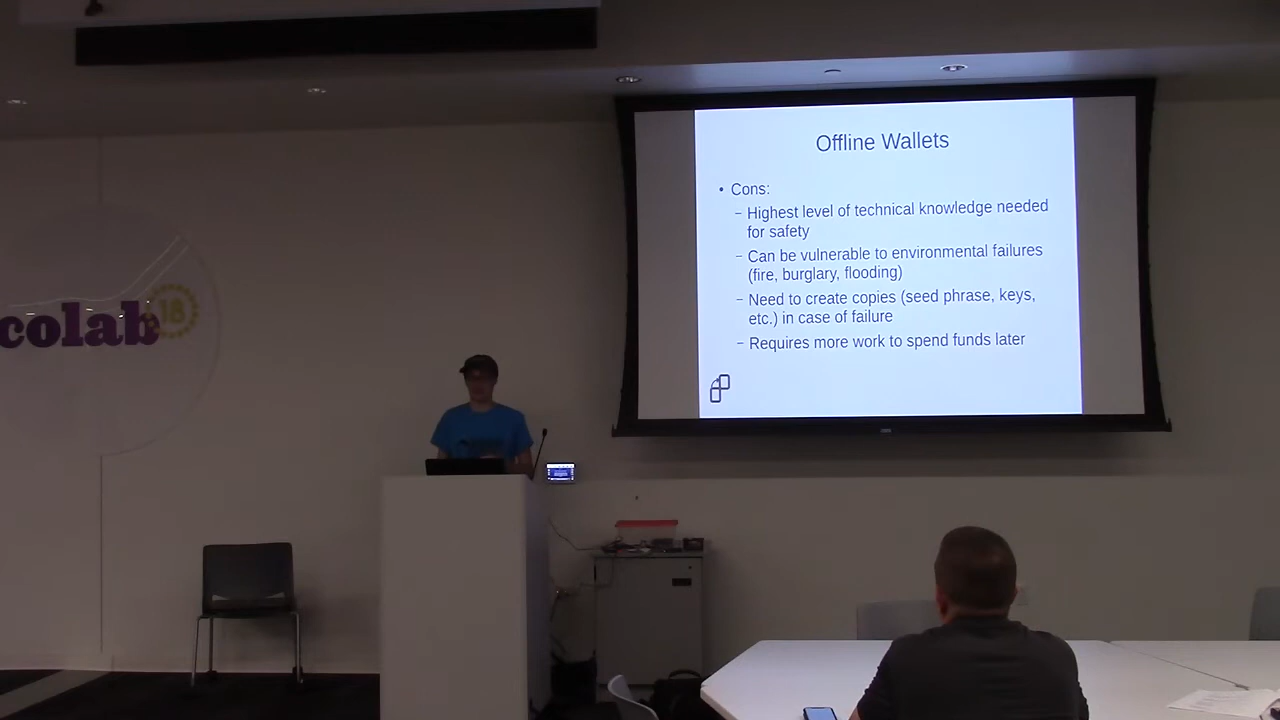 Offline Wallets
• Cons:
– Highest level of technical knowledge needed
for safety
– Can be vulnerable to environmental failures
(fire, burglary, flooding)
– Need to create copies (seed phrase, keys,
etc.) in case of failure
– Requires more work to spend funds later
colab
18